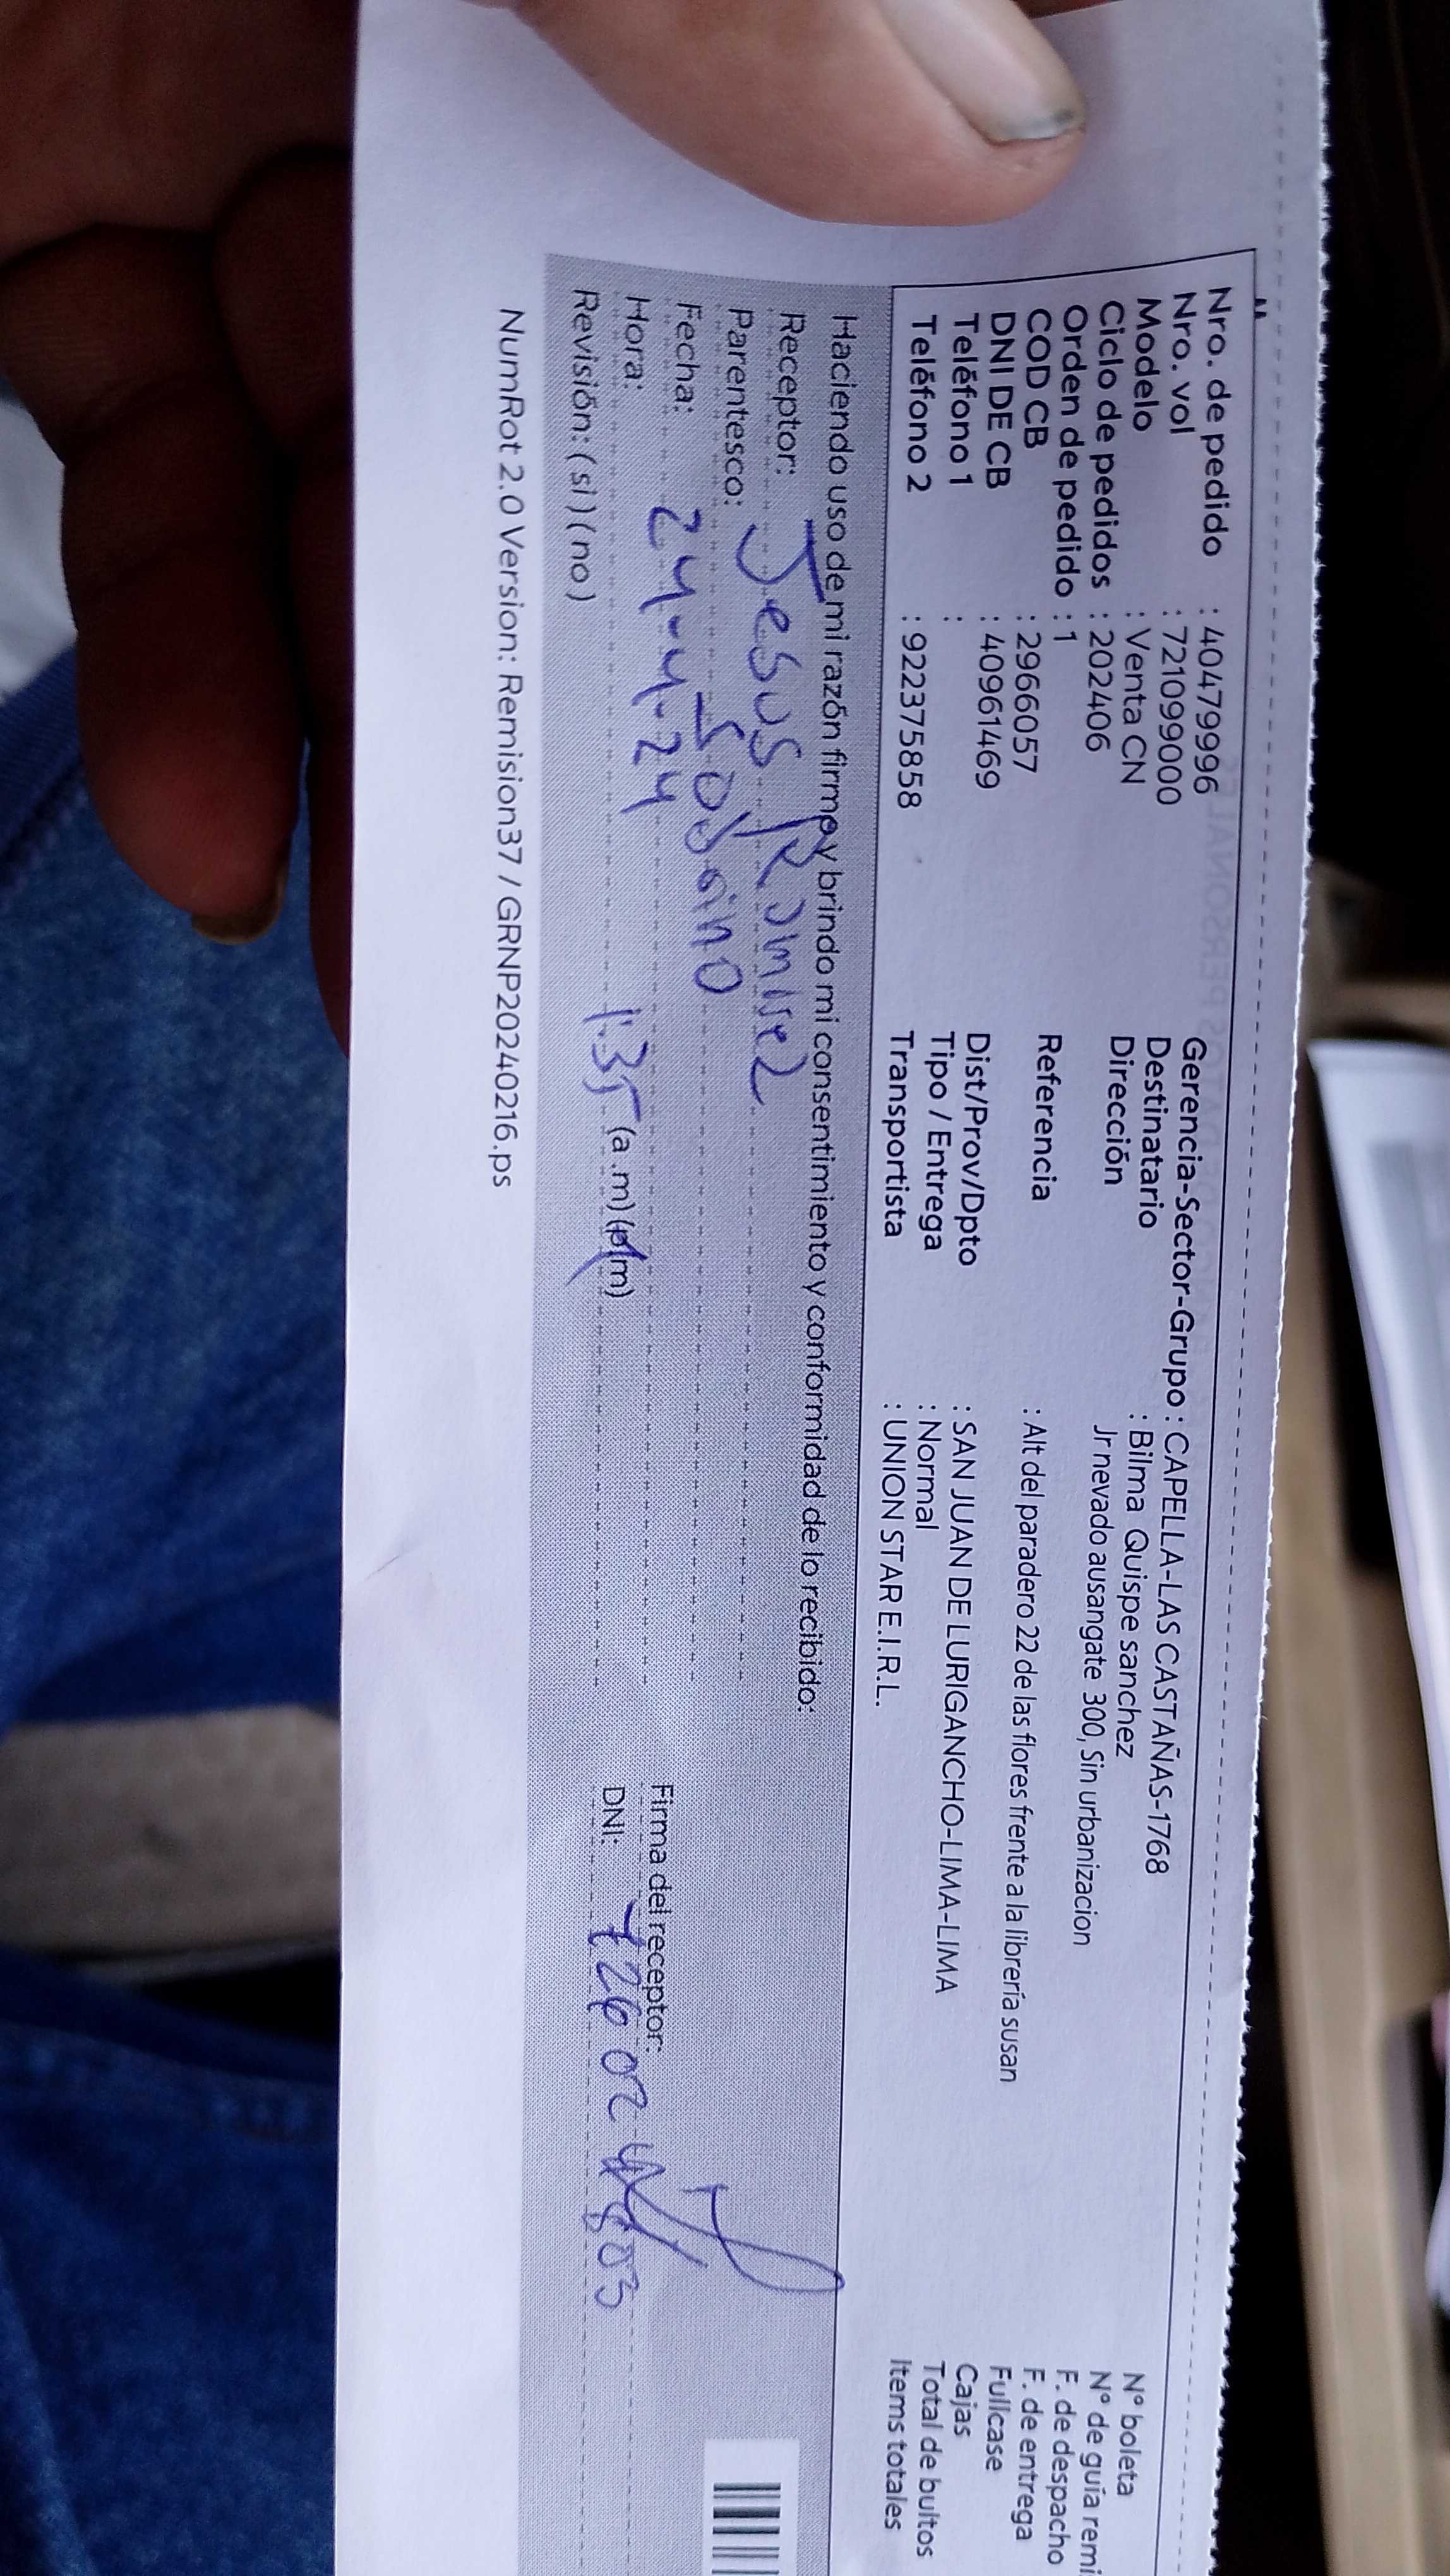 Nro. de pedido : 40479996
Nro. vol : 721099000
Modelo : Venta CN
Ciclo de pedidos : 202406
Orden de pedido : 1
COD CB : 2966057
DNI DE CB : 40961469
Teléfono 1 :
Teléfono 2 : 922375858
Gerencia-Sector-Grupo : CAPELLA-LAS CASTAÑAS-1768
Destinatario : Bilma Quispe sanchez
Dirección Jr nevado ausangate 300, Sin urbanizacion
Referencia : Alt del paradero 22 de las flores frente a la librería susan
Dist/Prov/Dpto : SAN JUAN DE LURIGANCHO-LIMA-LIMA
Tipo / Entrega : Normal
Transportista : UNION STAR E.I.R.L.
N° boleta
N° de guía remi
F. de despacho
F. de entrega
Fullcase
Cajas
Total de bultos
Items totales
Haciendo uso de mi razón firmo y brindo mi consentimiento y conformidad de lo recibido:
Receptor: Jesus
Parentesco: Sobrino
Fecha: 24-4-24
Hora: 1:35 (a.m) (p.m)
Revisión: (si) (no)
Firma del receptor:
DNI:
NumRot 2.0 Version: Remision37 / GRNP20240216.ps